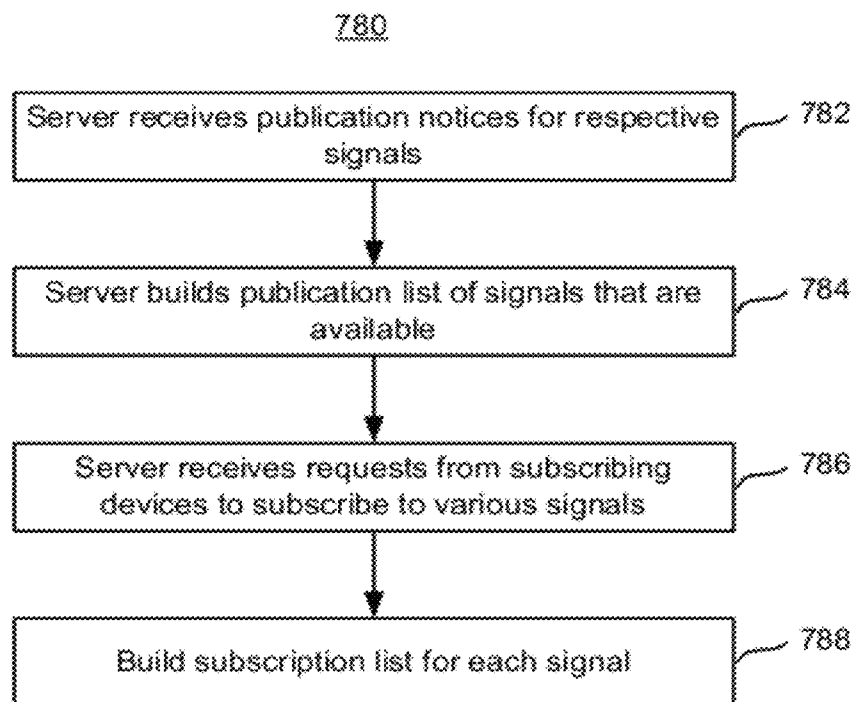 780
Server receives publication notices for respective
signals
782
Server builds publication list of signals that are
available
784
Server receives requests from subscribing
devices to subscribe to various signals
786
Build subscription list for each signal
788